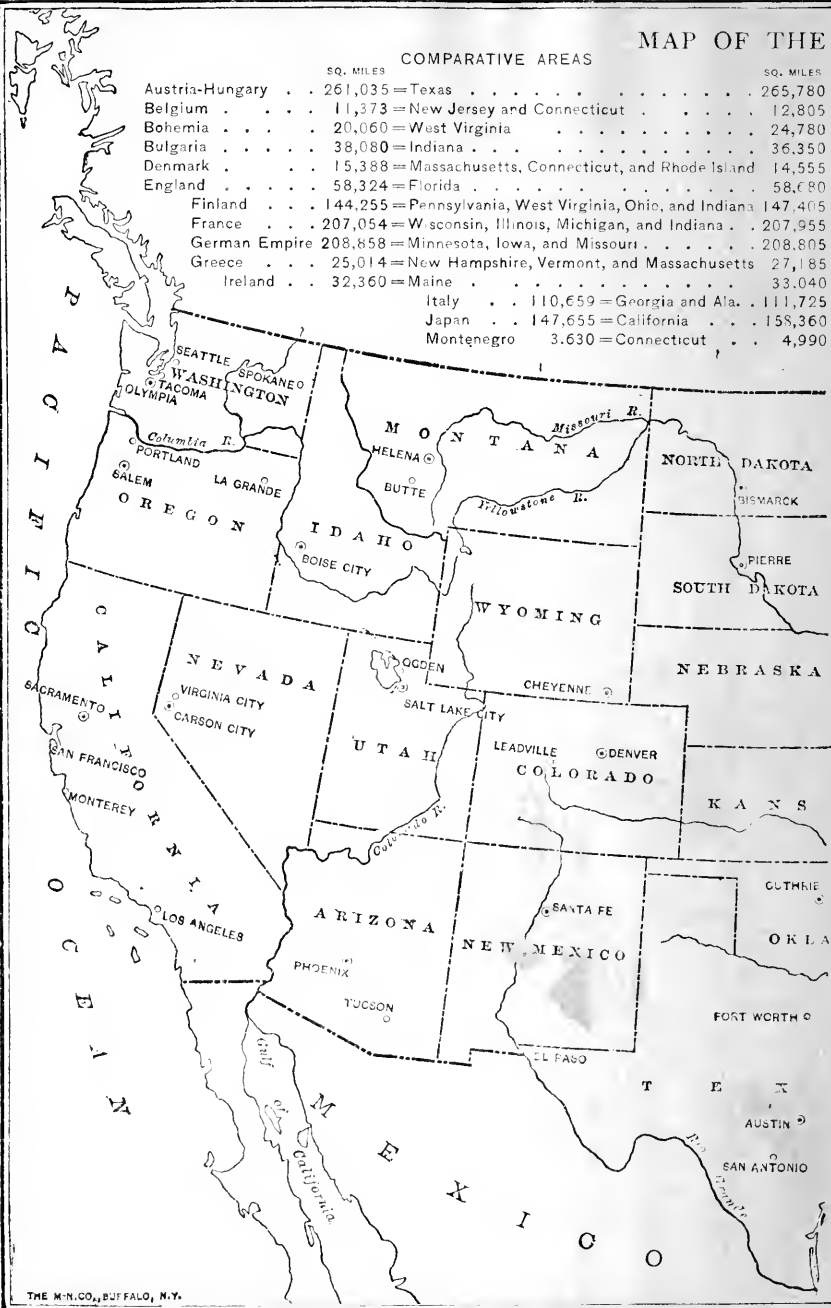 MAP OF THE
COMPARATIVE AREAS
SQ. MILES SQ. MILES
Austria-Hungary . . 261,035 = Texas . . . . . . . . . . . . . 265,780
Belgium . . . . 11,373 = New Jersey and Connecticut . . . . . 12,805
Bohemia . . . . . 20,060 = West Virginia . . . . . . . . . . 24,780
Bulgaria . . . . 38,080 = Indiana . . . . . . . . . . . . . 36.350
Denmark . . . 15,388 = Massachusetts, Connecticut, and Rhode Island 14,555
England . . . . . 58,324 = Florida . . . . . . . . . . . . . 58,680
Finland . . . 144,255 = Pennsylvania, West Virginia, Ohio, and Indiana 147,405
France . . . 207,054 = Wisconsin, Illinois, Michigan, and Indiana . . 207,955
German Empire 208,858 = Minnesota, Iowa, and Missouri . . . . . . 208,805
Greece . . . 25,014 = New Hampshire, Vermont, and Massachusetts 27,185
Ireland . . 32,360 = Maine . . . . . . . . . . . . 33.040
Italy . . 110,659 = Georgia and Ala. . 111,725
Japan . . 147,655 = California . . . 158,360
Montenegro 3.630 = Connecticut . . 4,990
PACIFIC
OCEAN
SEATTLE
SPOKANE
WASHINGTON
TACOMA
OLYMPIA
Columbia R.
PORTLAND
SALEM
LA GRANDE
OREGON
MONTANA
Missouri R.
HELENA
BUTTE
Yellowstone R.
IDAHO
BOISE CITY
NORTH DAKOTA
BISMARCK
PIERRE
SOUTH DAKOTA
WYOMING
CHEYENNE
NEBRASKA
CALIFORNIA
SACRAMENTO
SAN FRANCISCO
MONTEREY
LOS ANGELES
NEVADA
VIRGINIA CITY
CARSON CITY
OGDEN
SALT LAKE CITY
UTAH
LEADVILLE
DENVER
COLORADO
KANS
Colorado R.
ARIZONA
PHOENIX
TUCSON
SANTA FE
NEW MEXICO
GUTHRIE
OKLA
FORT WORTH
EL PASO
TEX
AUSTIN
SAN ANTONIO
Rio Grande
Gulf of California
MEXICO
THE M-N.CO., BUFFALO, N.Y.